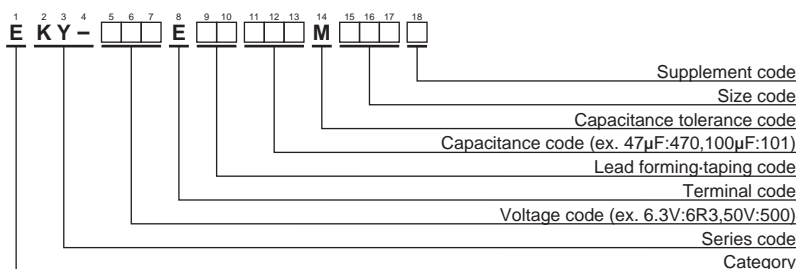 1 2 3 4 5 6 7 8 9 10 11 12 13 14 15 16 17 18
E K Y – E M
Supplement code
Size code
Capacitance tolerance code
Capacitance code (ex. 47μF:470,100μF:101)
Lead forming·taping code
Terminal code
Voltage code (ex. 6.3V:6R3,50V:500)
Series code
Category